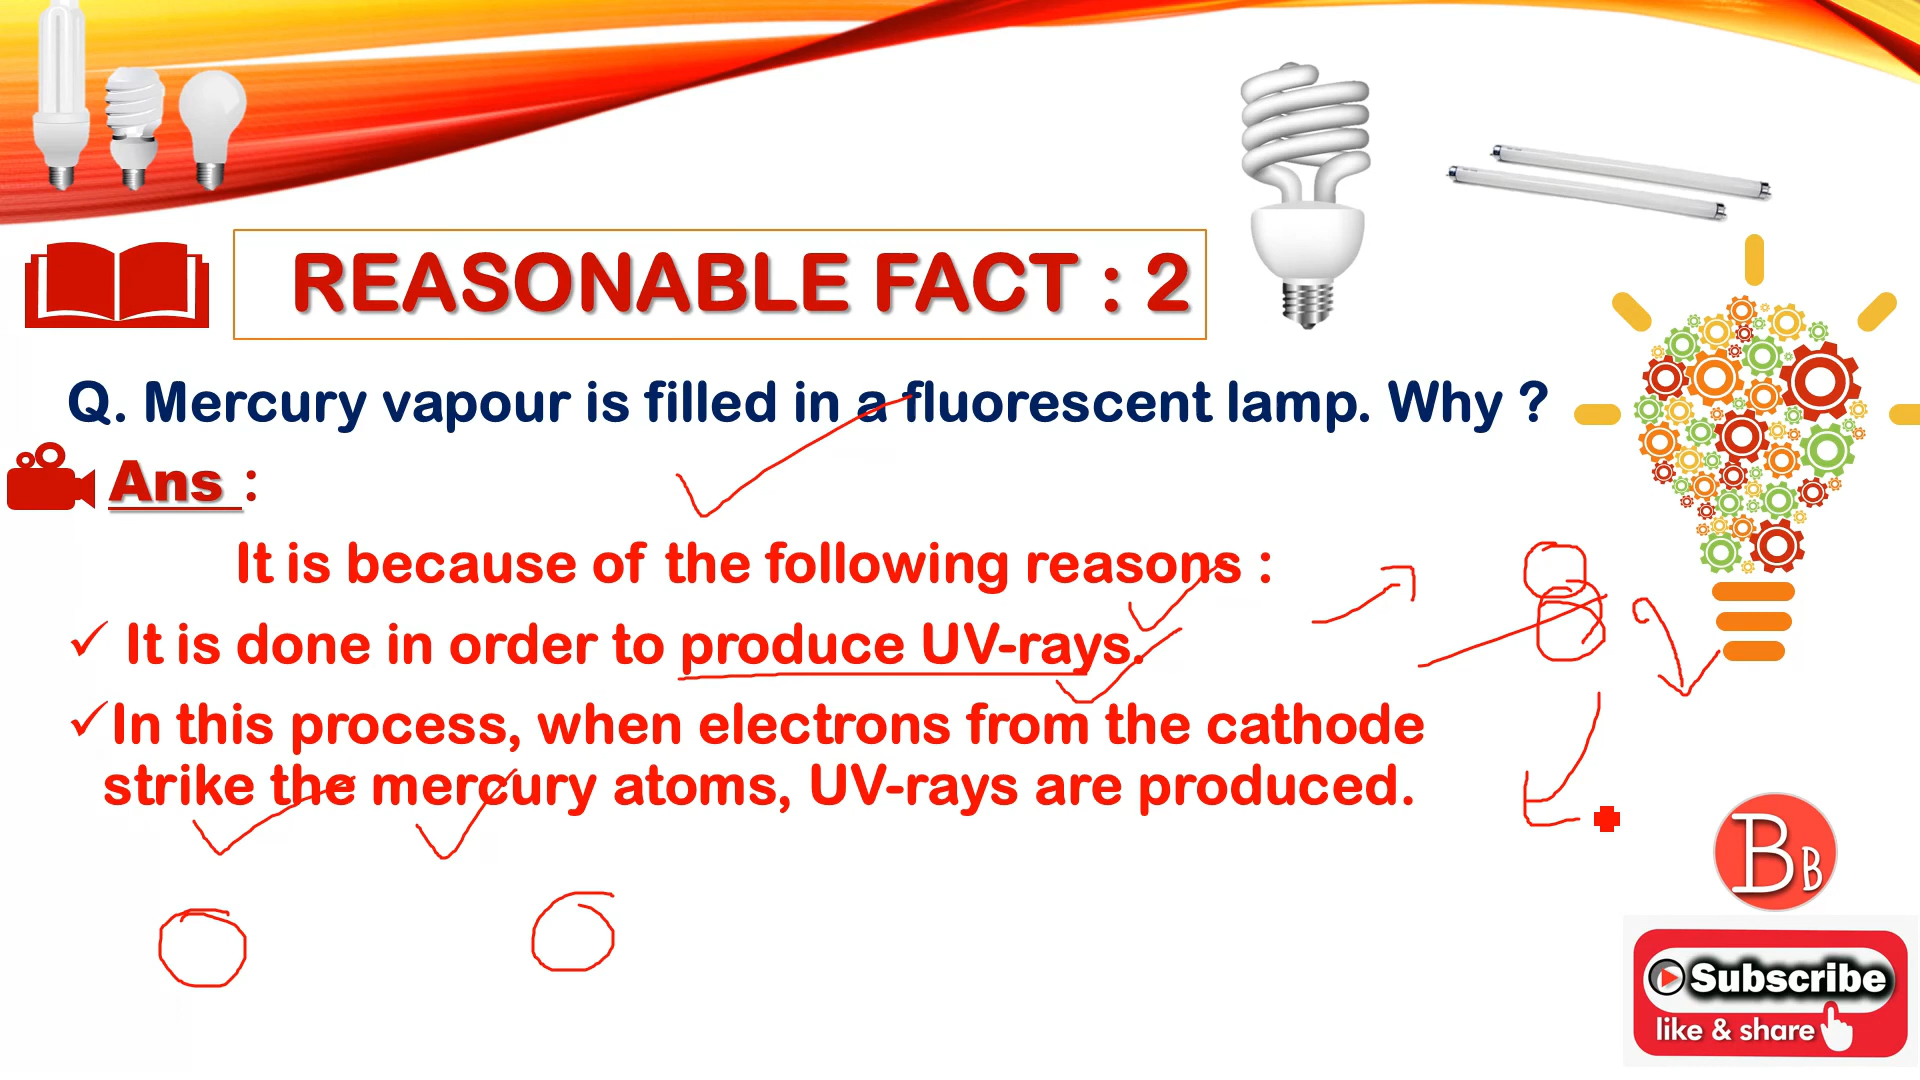 REASONABLE FACT : 2
Q. Mercury vapour is filled in a fluorescent lamp. Why ?
Ans :
It is because of the following reasons :
✓ It is done in order to produce UV-rays.
✓In this process, when electrons from the cathode
strike the mercury atoms, UV-rays are produced.
BB
Subscribe
like & share